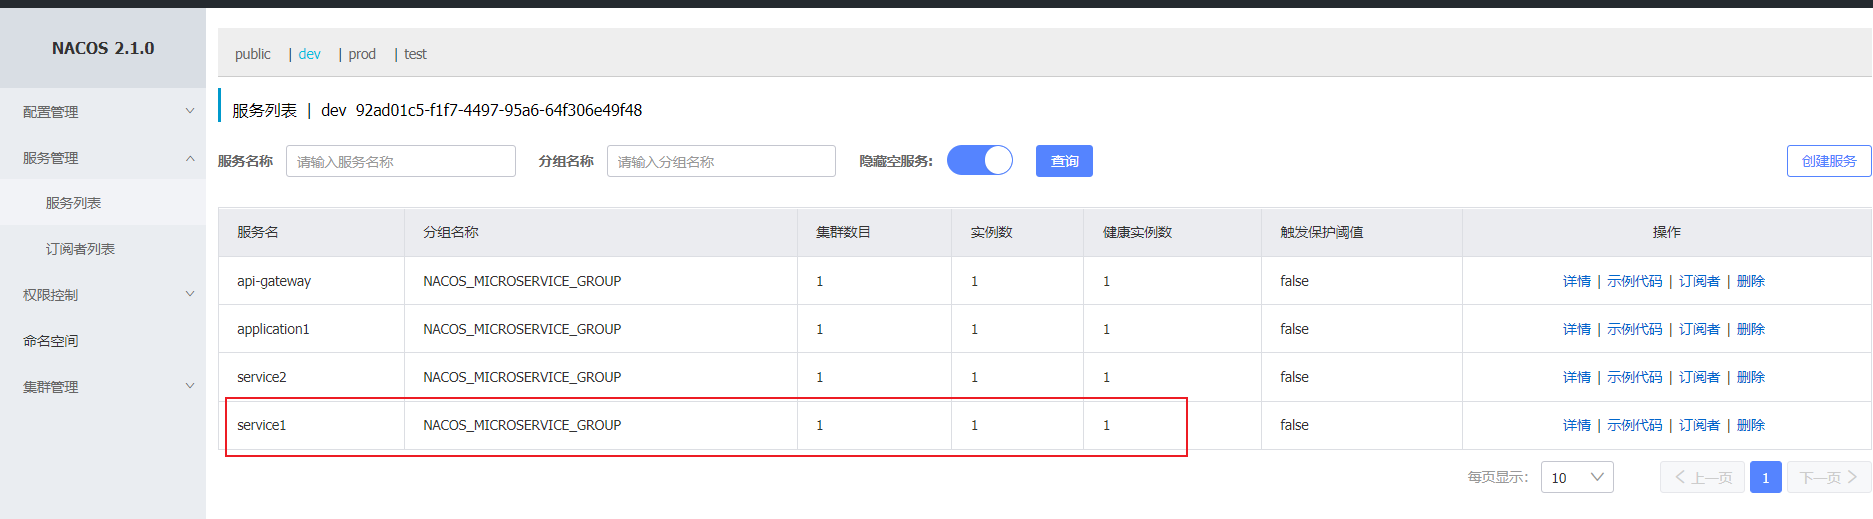 NACOS 2.1.0
配置管理
服务管理
服务列表
订阅者列表
权限控制
命名空间
集群管理
public | dev | prod | test
服务列表 | dev 92ad01c5-f1f7-4497-95a6-64f306e49f48
服务名称 请输入服务名称 分组名称 请输入分组名称 隐藏空服务: 查询 创建服务
服务名 分组名称 集群数目 实例数 健康实例数 触发保护阈值 操作
api-gateway NACOS_MICROSERVICE_GROUP 1 1 1 false 详情 | 示例代码 | 订阅者 | 删除
application1 NACOS_MICROSERVICE_GROUP 1 1 1 false 详情 | 示例代码 | 订阅者 | 删除
service2 NACOS_MICROSERVICE_GROUP 1 1 1 false 详情 | 示例代码 | 订阅者 | 删除
service1 NACOS_MICROSERVICE_GROUP 1 1 1 false 详情 | 示例代码 | 订阅者 | 删除
每页显示: 10 上一页 1 下一页